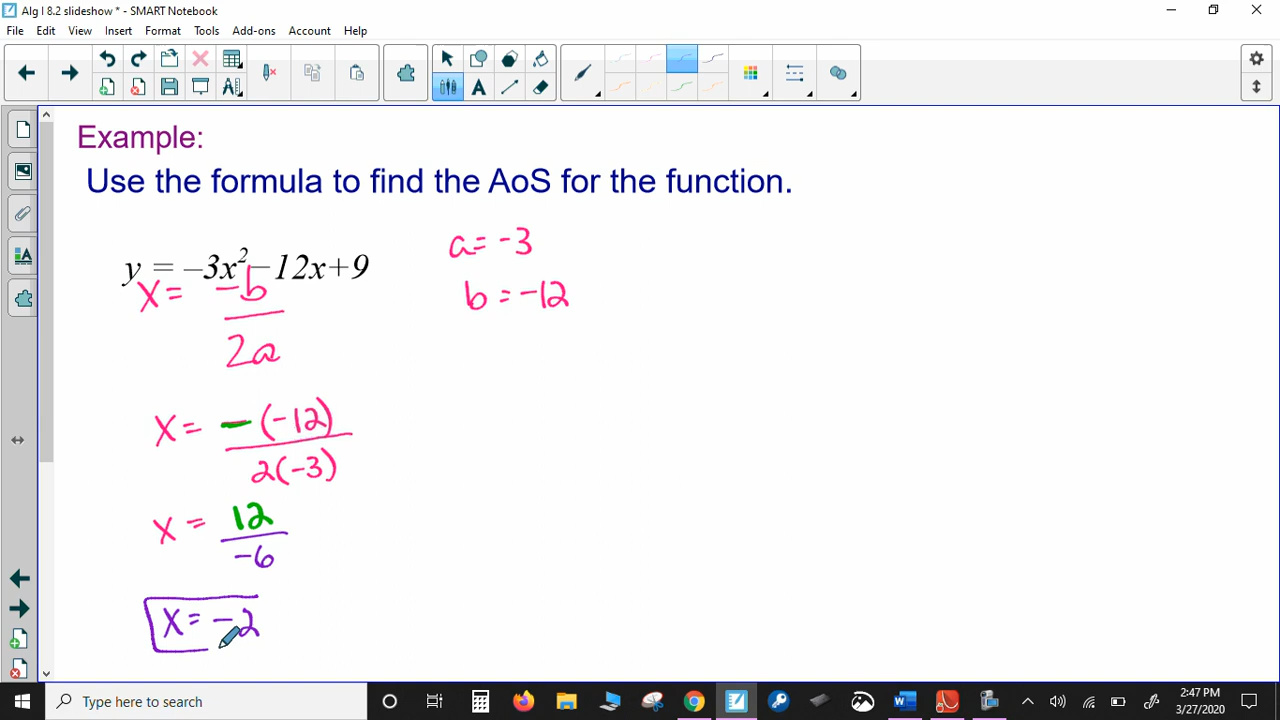 Alg I 8.2 slideshow * - SMART Notebook
File Edit View Insert Format Tools Add-ons Account Help
Example:
Use the formula to find the AoS for the function.
y = –3x² – 12x + 9
a = -3
b = -12
x = -b
2a
x = -(-12)
2(-3)
x = 12
-6
x = -2
Type here to search
2:47 PM
3/27/2020